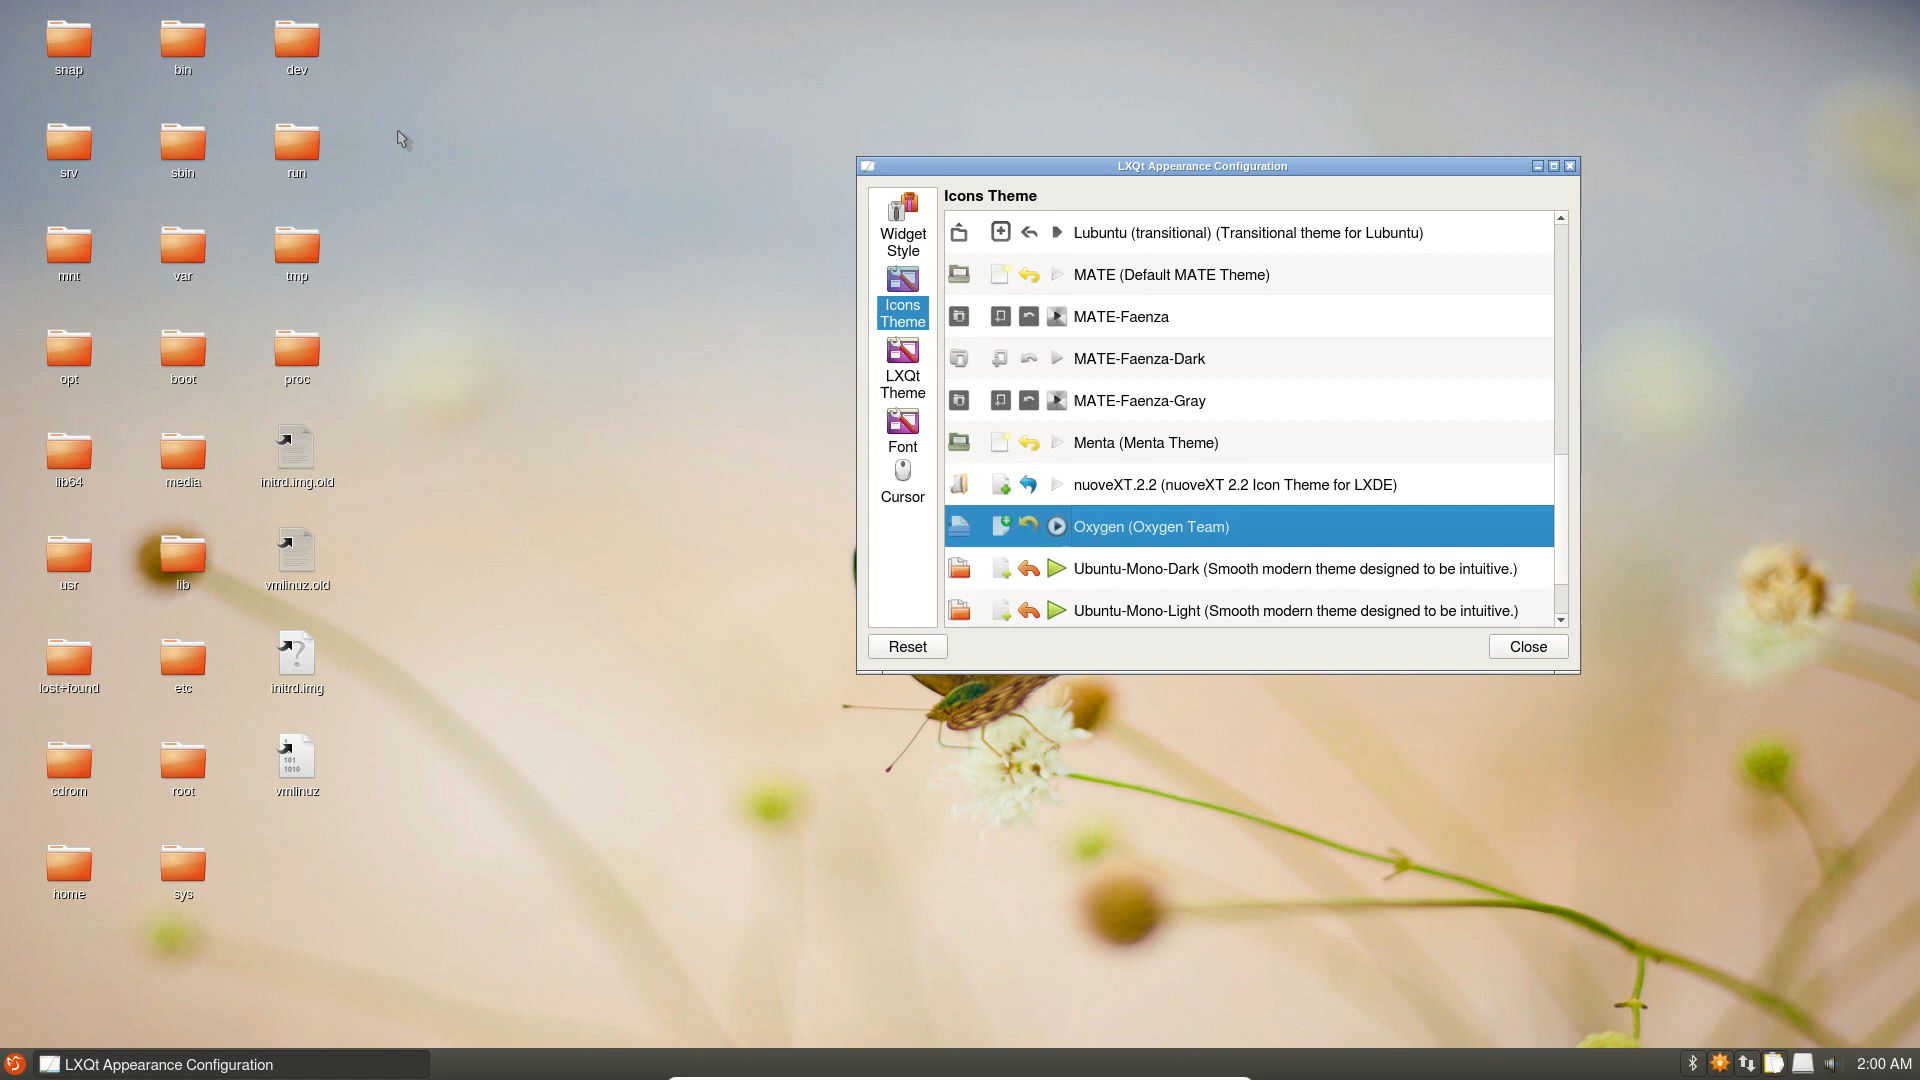 snap
bin
dev
srv
sbin
run
mnt
var
tmp
opt
boot
proc
lib64
media
initrd.img.old
usr
lib
vmlinuz.old
lost+found
etc
initrd.img
cdrom
root
vmlinuz
home
sys
LXQt Appearance Configuration
Widget
Style
Icons
Theme
LXQt
Theme
Font
Cursor
Icons Theme
Lubuntu (transitional) (Transitional theme for Lubuntu)
MATE (Default MATE Theme)
MATE-Faenza
MATE-Faenza-Dark
MATE-Faenza-Gray
Menta (Menta Theme)
nuoveXT.2.2 (nuoveXT 2.2 Icon Theme for LXDE)
Oxygen (Oxygen Team)
Ubuntu-Mono-Dark (Smooth modern theme designed to be intuitive.)
Ubuntu-Mono-Light (Smooth modern theme designed to be intuitive.)
Reset
Close
LXQt Appearance Configuration
2:00 AM